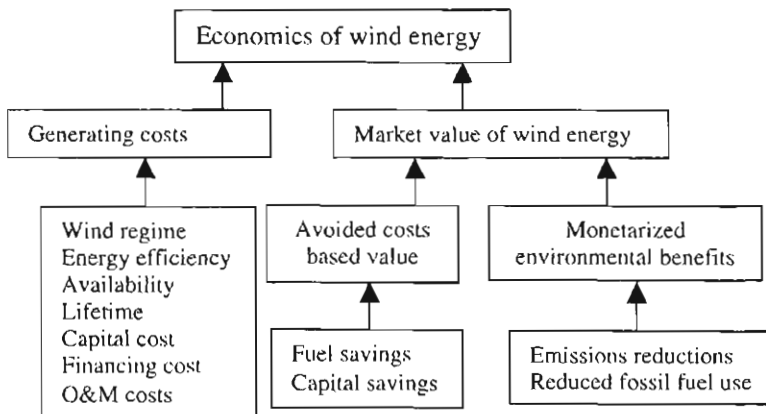 Economics of wind energy
Generating costs
Market value of wind energy
Wind regime
Energy efficiency
Availability
Lifetime
Capital cost
Financing cost
O&M costs
Avoided costs
based value
Monetarized
environmental benefits
Fuel savings
Capital savings
Emissions reductions
Reduced fossil fuel use